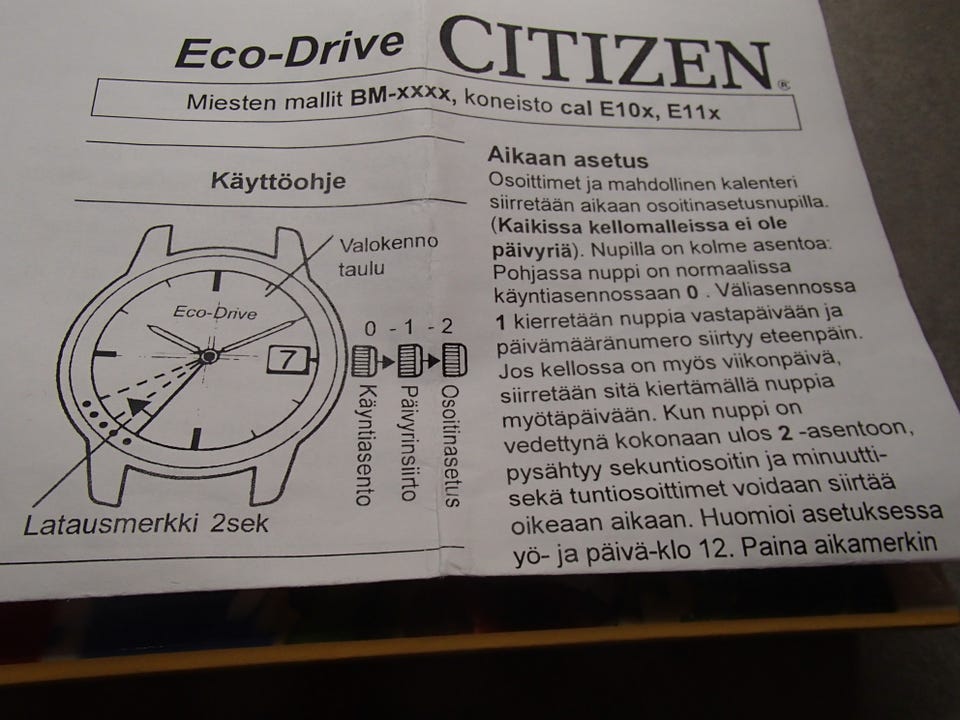 Eco-Drive CITIZEN®
Miesten mallit BM-xxxx, koneisto cal E10x, E11x
Käyttöohje
Valokenno
taulu
Eco-Drive
7
0 - 1 - 2
Käyntiasento
Päivyrinsiirto
Osoitinasetus
Latausmerkki 2sek
Aikaan asetus
Osoittimet ja mahdollinen kalenteri
siirretään aikaan osoitinasetusnupilla.
(Kaikissa kellomalleissa ei ole
päivyriä). Nupilla on kolme asentoa:
Pohjassa nuppi on normaalissa
käyntiasennossaan 0 . Väliasennossa
1 kierretään nuppia vastapäivään ja
päivämääränumero siirtyy eteenpäin.
Jos kellossa on myös viikonpäivä,
siirretään sitä kiertämällä nuppia
myötäpäivään. Kun nuppi on
vedettynä kokonaan ulos 2 -asentoon,
pysähtyy sekuntiosoitin ja minuutti-
sekä tuntiosoittimet voidaan siirtää
oikeaan aikaan. Huomioi asetuksessa
yö- ja päivä-klo 12. Paina aikamerkin